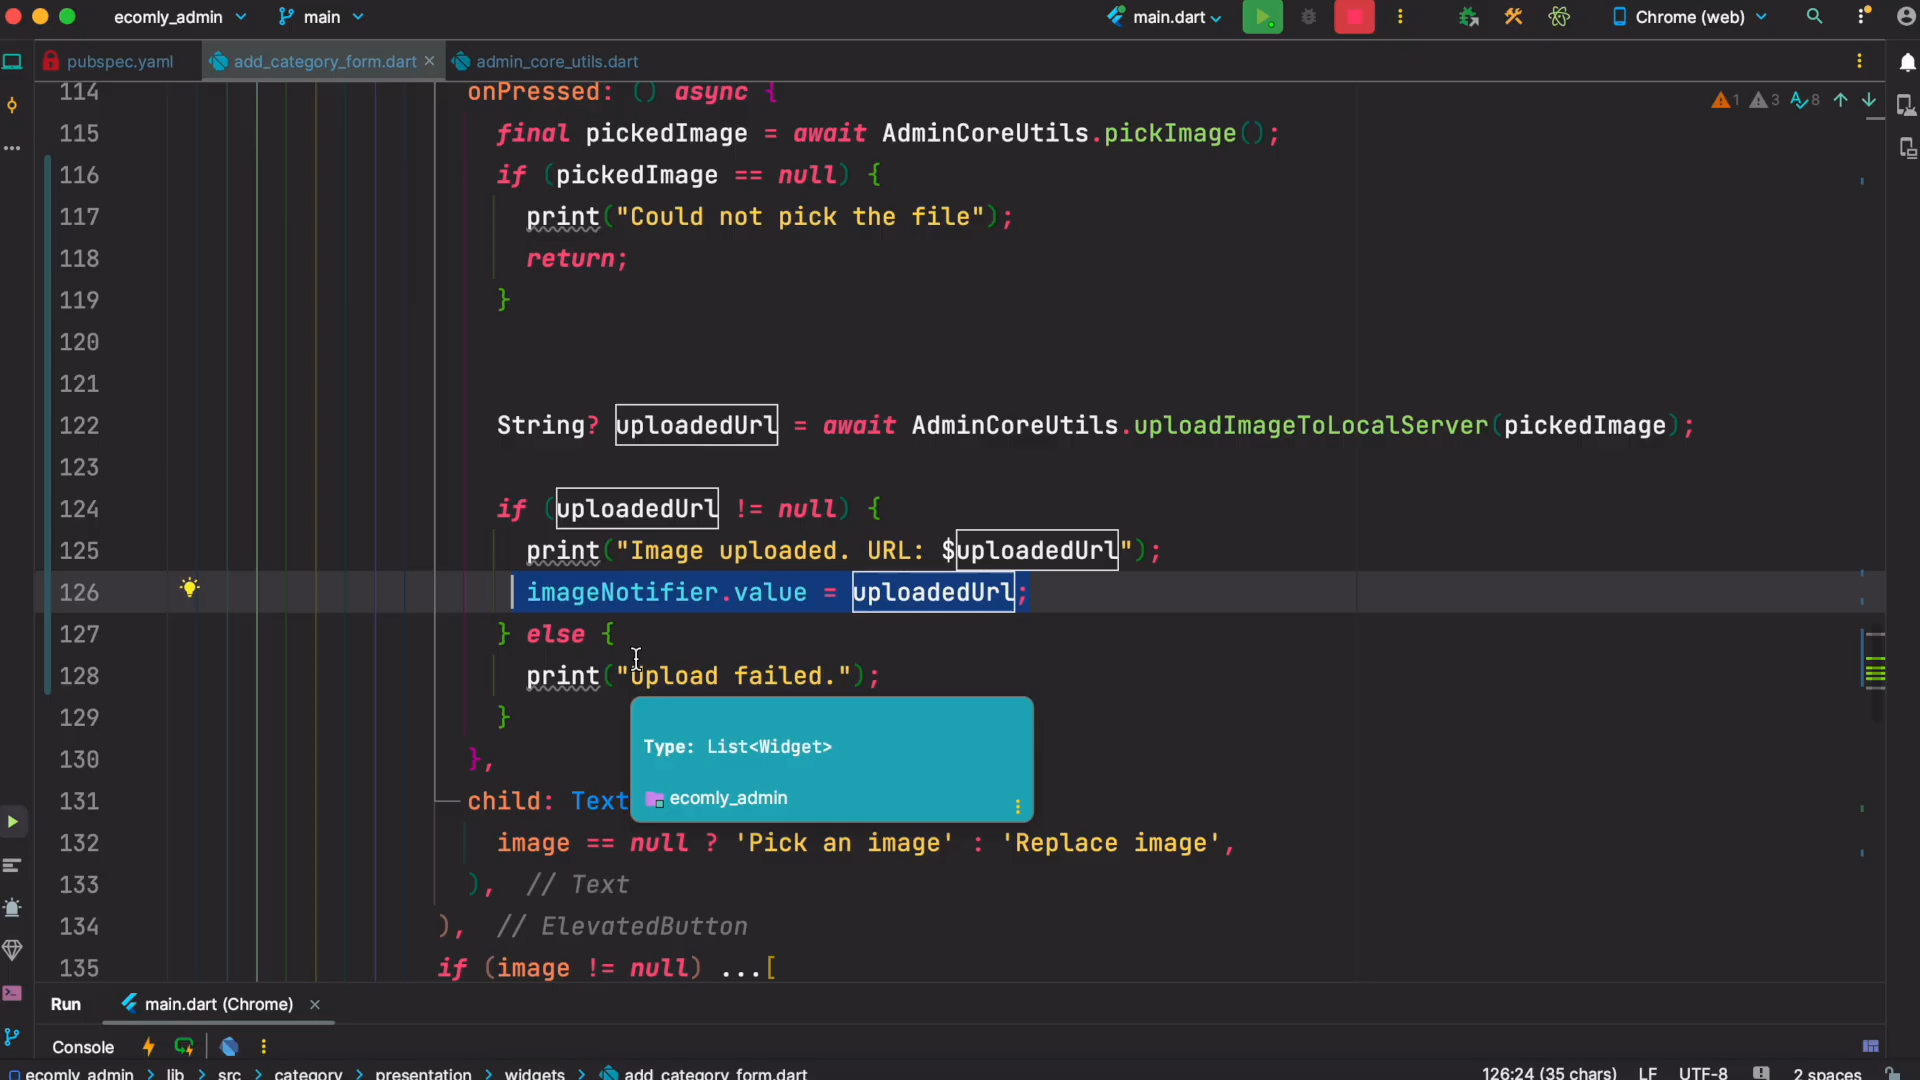 ecomly_admin main main.dart Chrome (web)
pubspec.yaml add_category_form.dart admin_core_utils.dart
114 onPressed: () async {
1 3 8
115 final pickedImage = await AdminCoreUtils.pickImage();
116 if (pickedImage == null) {
117 print("Could not pick the file");
118 return;
119 }
120
121
122 String? uploadedUrl = await AdminCoreUtils.uploadImageToLocalServer(pickedImage);
123
124 if (uploadedUrl != null) {
125 print("Image uploaded. URL: $uploadedUrl");
126 imageNotifier.value = uploadedUrl;
127 } else {
128 print("Upload failed.");
129 }
Type: List<Widget>
130 },
ecomly_admin
131 child: Text
132 image == null ? 'Pick an image' : 'Replace image',
133 ), // Text
134 ), // ElevatedButton
135 if (image != null) ...[
Run main.dart (Chrome)
Console
ecomly_admin > lib > src > category > presentation > widgets > add_category_form.dart 126:24 (35 chars) LF UTF-8 2 spaces